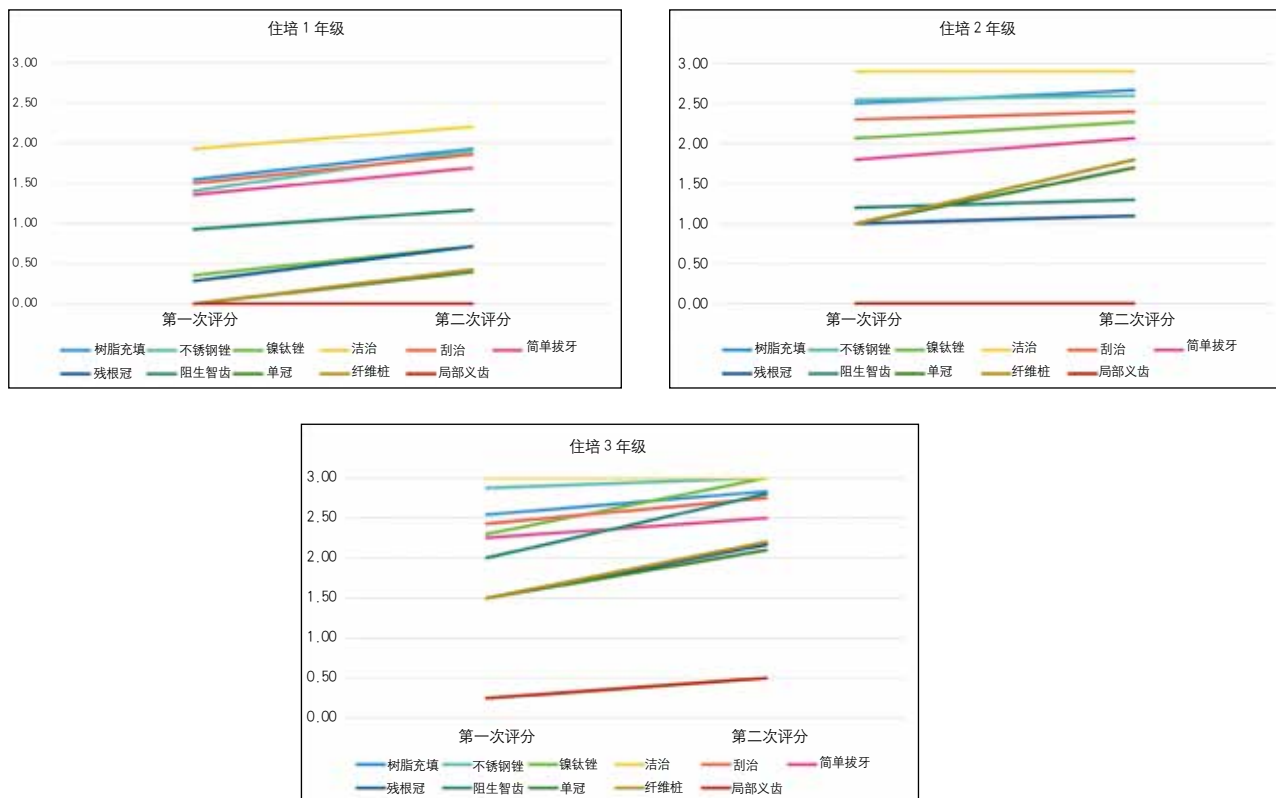 住培 1 年级
3.00
2.50
2.00
1.50
1.00
0.50
0.00
第一次评分 第二次评分
树脂充填 不锈钢锉 镍钛锉 洁治 刮治 简单拔牙
残根冠 阻生智齿 单冠 纤维桩 局部义齿
住培 2 年级
3.00
2.50
2.00
1.50
1.00
0.50
0.00
第一次评分 第二次评分
树脂充填 不锈钢锉 镍钛锉 洁治 刮治 简单拔牙
残根冠 阻生智齿 单冠 纤维桩 局部义齿
住培 3 年级
3.00
2.50
2.00
1.50
1.00
0.50
0.00
第一次评分 第二次评分
树脂充填 不锈钢锉 镍钛锉 洁治 刮治 简单拔牙
残根冠 阻生智齿 单冠 纤维桩 局部义齿